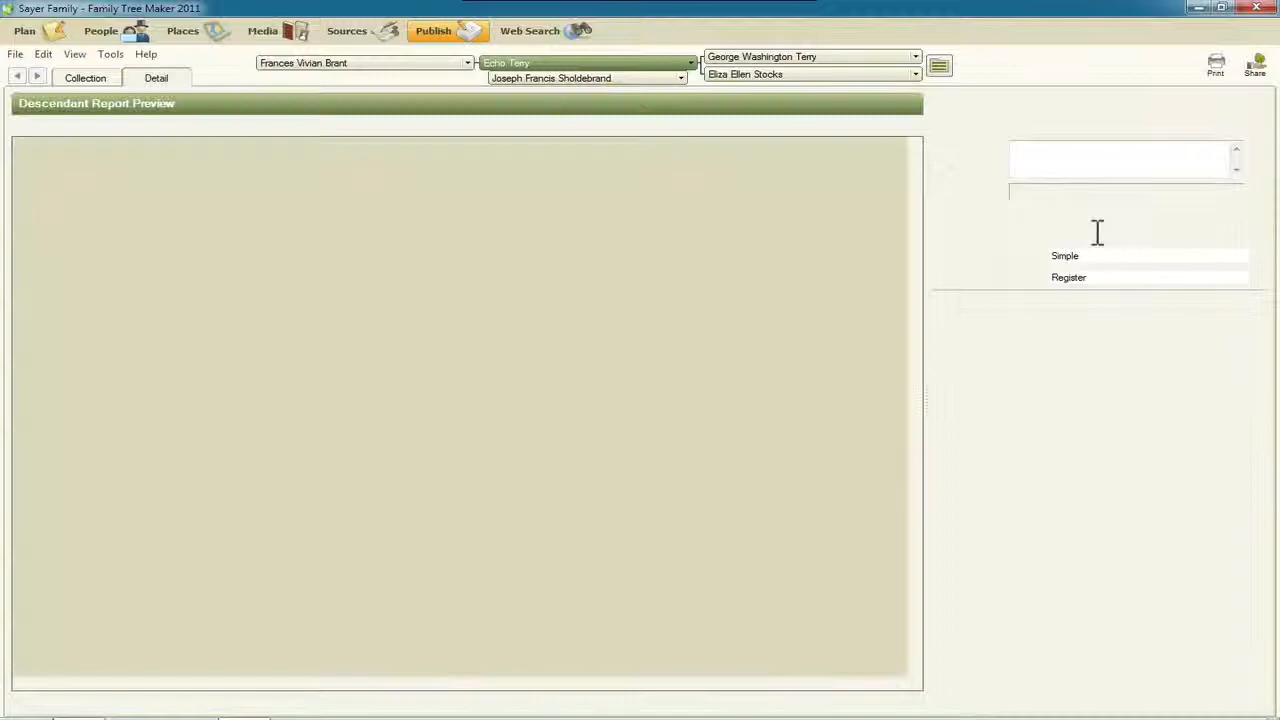 Sayer Family - Family Tree Maker 2011
Plan People Places Media Sources Publish Web Search
File Edit View Tools Help
Frances Vivian Brant
Echo Terry
Joseph Francis Sholdebrand
George Washington Terry
Eliza Ellen Stocks
Print
Share
Collection Detail
Descendant Report Preview
Simple
Register